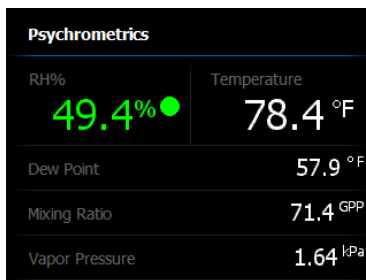 Psychrometrics
RH% Temperature
49.4% 78.4 °F
Dew Point 57.9 °F
Mixing Ratio 71.4 GPP
Vapor Pressure 1.64 kPa